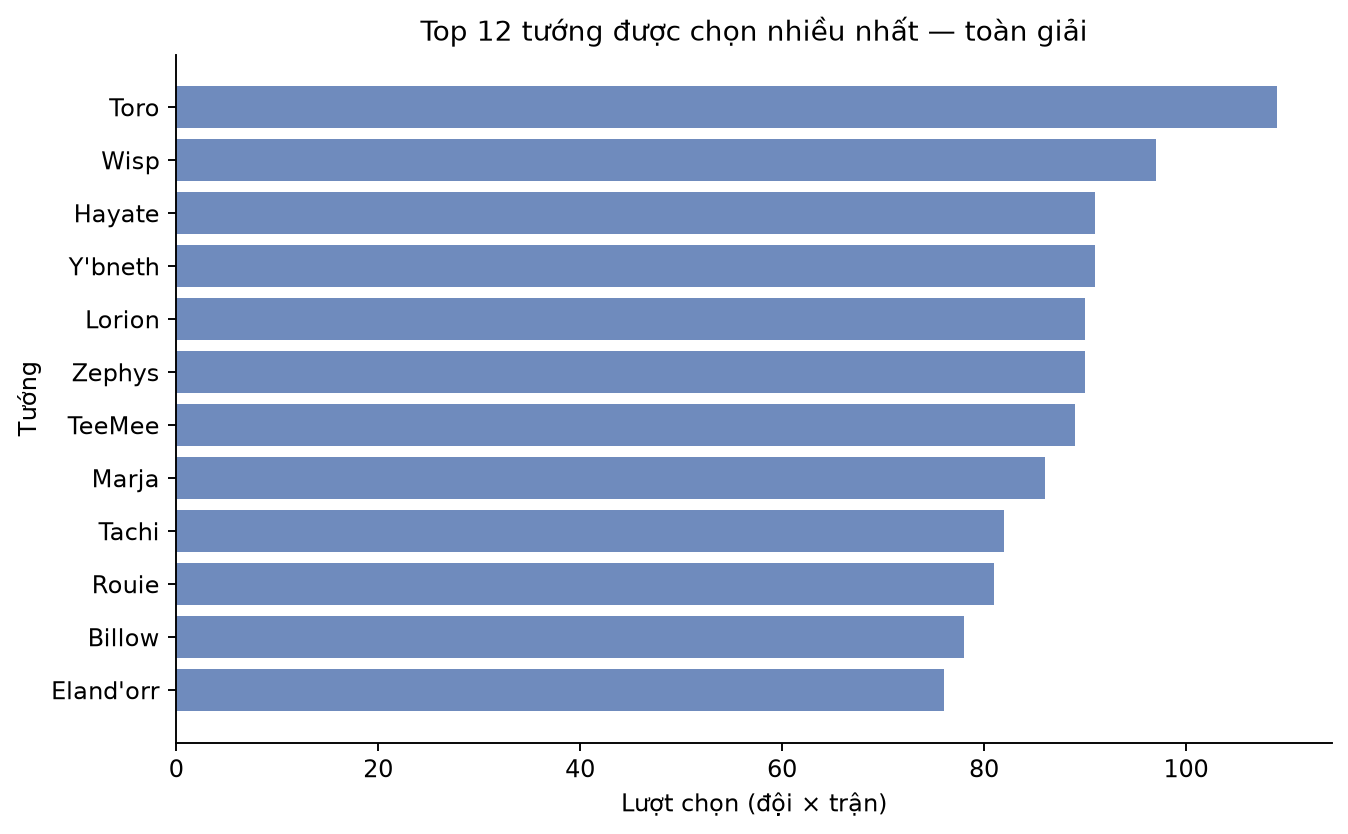 Top 12 tướng được chọn nhiều nhất — toàn giải
Tướng
Toro
Wisp
Hayate
Y'bneth
Lorion
Zephys
TeeMee
Marja
Tachi
Rouie
Billow
Eland'orr
0 20 40 60 80 100
Lượt chọn (đội × trận)